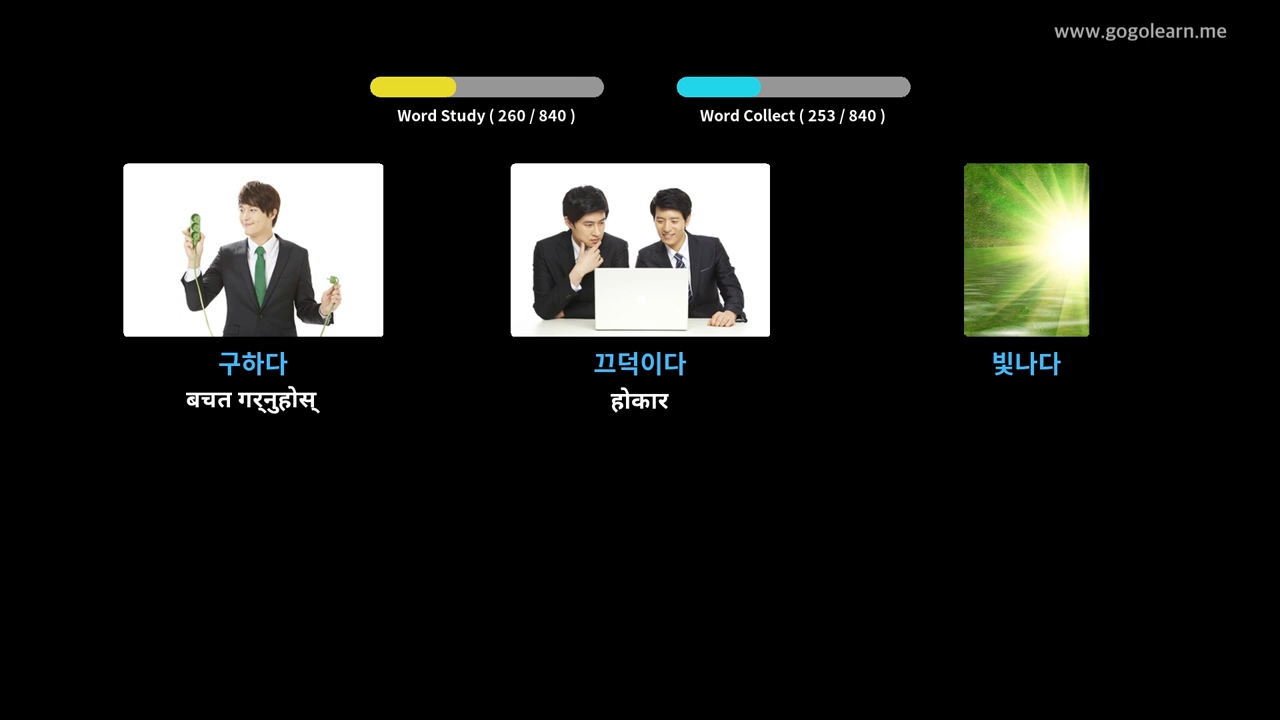 www.gogolearn.me
Word Study ( 260 / 840 )
Word Collect ( 253 / 840 )
구하다
끄덕이다
빛나다
बचत गर्‍नुहोस्
होकार